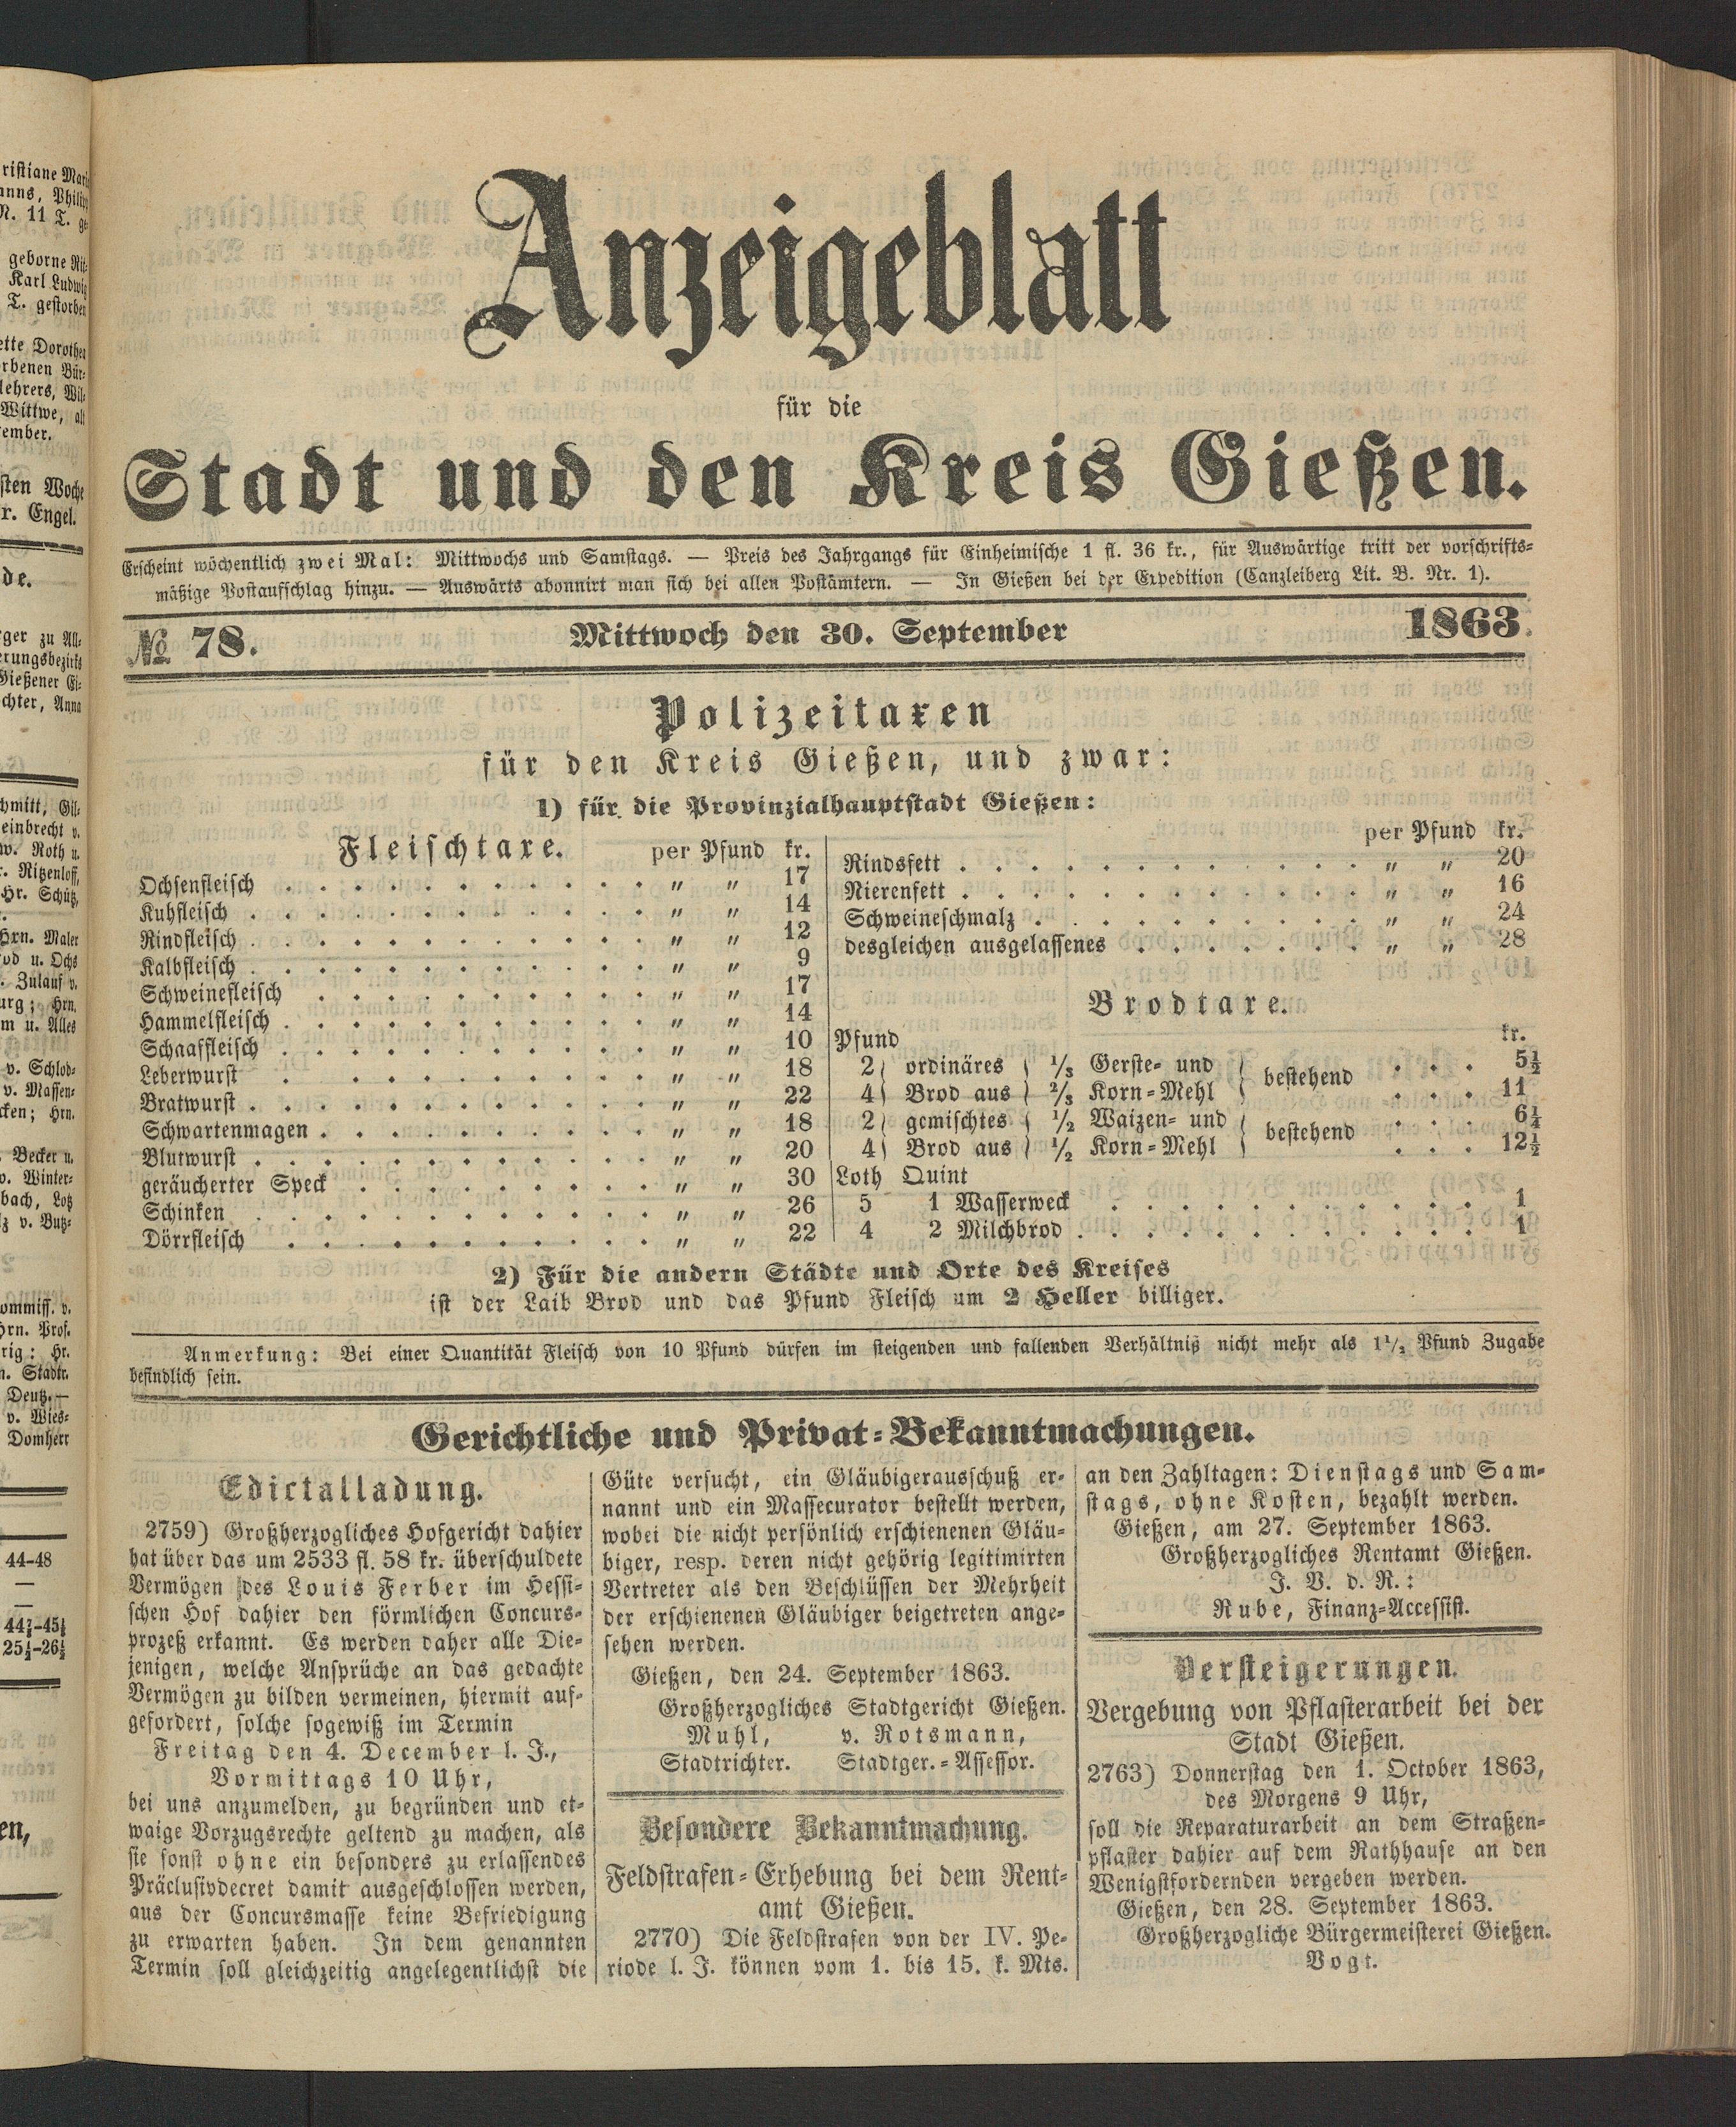 ristiane
anns,
N. 11 T.
geborne
Karl Ludwig
T. gestorben
ette Dorothea
rbenen Bür-
lehrers,
Wittwe,
ember.
sten Woche
r. Engel.
de.
44-48
—
—
en,
Anzeigeblatt
für die
Stadt und den Kreis Gießen.
Erscheint wöchentlich zwei Mal: Mittwochs und Samstags. — Preis des Jahrgangs für Einheimische 1 fl. 36 kr., für Auswärtige tritt der vorschrifts-
mäßige Postaufschlag hinzu. — Auswärts abonnirt man sich bei allen Postämtern. — In Gießen bei der Expedition (Canzleiberg Lit. B. Nr. 1).
№ 78. Mittwoch den 30. September 1863.
Polizeitaxen
für den Kreis Gießen, und zwar:
1) für die Provinzialhauptstadt Gießen:
Fleischtaxe. per Pfund kr.
Ochsenfleisch . . . . . . . . . . . . „ „ 17
Kuhfleisch . . . . . . . . . . . . „ „ 14
Rindfleisch . . . . . . . . . . . . „ „ 12
Kalbfleisch . . . . . . . . . . . . „ „ 9
Schweinefleisch . . . . . . . . . . . „ „ 17
Hammelfleisch . . . . . . . . . . . „ „ 14
Schaaffleisch . . . . . . . . . . . „ „ 10
Leberwurst . . . . . . . . . . . „ „ 18
Bratwurst . . . . . . . . . . . . „ „ 22
Schwartenmagen . . . . . . . . . . „ „ 18
Blutwurst . . . . . . . . . . . . „ „ 20
geräucherter Speck . . . . . . . . . „ „ 30
Schinken . . . . . . . . . . . . „ „ 26
Dörrfleisch . . . . . . . . . . . „ „ 22
per Pfund kr.
Rindsfett . . . . . . . . . . . . „ „ 20
Nierenfett . . . . . . . . . . . . „ „ 16
Schweineschmalz . . . . . . . . . . „ „ 24
desgleichen ausgelassenes . . . . . . . „ „ 28
Brodtaxe.
Pfund kr.
2} ordinäres { 1/3 Gerste- und } bestehend . . . 5½
4} Brod aus { 2/3 Korn-Mehl } . . . 11
2} gemischtes { 1/2 Waizen- und } bestehend . . . 6¼
4} Brod aus { 1/2 Korn-Mehl } . . . 12½
Loth Quint
5 1 Wasserweck . . . . . . . . . . . . 1
4 2 Milchbrod . . . . . . . . . . . . 1
2) Für die andern Städte und Orte des Kreises
ist der Laib Brod und das Pfund Fleisch um 2 Heller billiger.
Anmerkung: Bei einer Quantität Fleisch von 10 Pfund dürfen im steigenden und fallenden Verhältniß nicht mehr als 1½ Pfund Zugabe
befindlich sein.
Gerichtliche und Privat-Bekanntmachungen.
Edictalladung.
2759) Großherzogliches Hofgericht dahier
hat über das um 2533 fl. 58 kr. überschuldete
Vermögen des Louis Ferber im Hessi-
schen Hof dahier den förmlichen Concurs-
prozeß erkannt. Es werden daher alle Die-
jenigen, welche Ansprüche an das gedachte
Vermögen zu bilden vermeinen, hiermit auf-
gefordert, solche sogewiß im Termin
Freitag den 4. December l. J.,
Vormittags 10 Uhr,
bei uns anzumelden, zu begründen und et-
waige Vorzugsrechte geltend zu machen, als
sie sonst ohne ein besonders zu erlassendes
Präclusivdecret damit ausgeschlossen werden,
aus der Concursmasse keine Befriedigung
zu erwarten haben. In dem genannten
Termin soll gleichzeitig angelegentlichst die
Güte versucht, ein Gläubigerausschuß er-
nannt und ein Massecurator bestellt werden,
wobei die nicht persönlich erschienenen Gläu-
biger, resp. deren nicht gehörig legitimirten
Vertreter als den Beschlüssen der Mehrheit
der erschienenen Gläubiger beigetreten ange-
sehen werden.
Gießen, den 24. September 1863.
Großherzogliches Stadtgericht Gießen.
Muhl, v. Rotsmann,
Stadtrichter. Stadtger.-Assessor.
Besondere Bekanntmachung.
Feldstrafen-Erhebung bei dem Rent-
amt Gießen.
2770) Die Feldstrafen von der IV. Pe-
riode l. J. können vom 1. bis 15. k. Mts.
an den Zahltagen: Dienstags und Sam-
stags, ohne Kosten, bezahlt werden.
Gießen, am 27. September 1863.
Großherzogliches Rentamt Gießen.
J. V. d. R.:
Rube, Finanz-Accessist.
Versteigerungen.
Vergebung von Pflasterarbeit bei der
Stadt Gießen.
2763) Donnerstag den 1. October 1863,
des Morgens 9 Uhr,
soll die Reparaturarbeit an dem Straßen-
pflaster dahier auf dem Rathhause an den
Wenigstfordernden vergeben werden.
Gießen, den 28. September 1863.
Großherzogliche Bürgermeisterei Gießen.
Vogt.